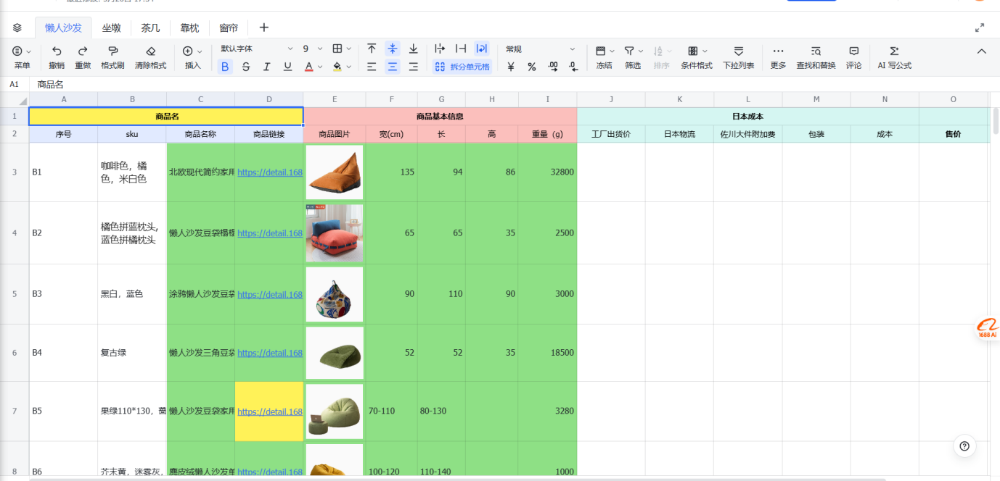 懒人沙发 坐墩 茶几 靠枕 窗帘
默认字体 9 常规
菜单 撤销 重做 格式刷 清除格式 插入 B S I U A 拆分单元格 ¥ % .00 .0 冻结 筛选 排序 条件格式 下拉列表 更多 查找和替换 评论 AI 写公式
A1 商品名
A B C D E F G H I J K L M N O
1 商品名 商品基本信息 日本成本
2 序号 sku 商品名称 商品链接 商品图片 宽(cm) 长 高 重量（g) 工厂出货价 日本物流 佐川大件附加费 包装 成本 售价
咖啡色，橘
3 B1 北欧现代简约家用 https://detail.168 135 94 86 32800
色，米白色
橘色拼蓝枕头，
4 B2 懒人沙发豆袋榻榻 https://detail.168 65 65 35 2500
蓝色拼橘枕头
5 B3 黑白，蓝色 涂鸦懒人沙发豆袋 https://detail.168 90 110 90 3000
1688 AI
6 B4 复古绿 懒人沙发三角豆袋 https://detail.168 52 52 35 18500
7 B5 果绿110*130， 懒人沙发豆袋家用 https://detail.168 70-110 80-130 3280
8 B6 芥末黄，迷雾灰， 麂皮绒懒人沙发单 https://detail.168 100-120 110-140 1000